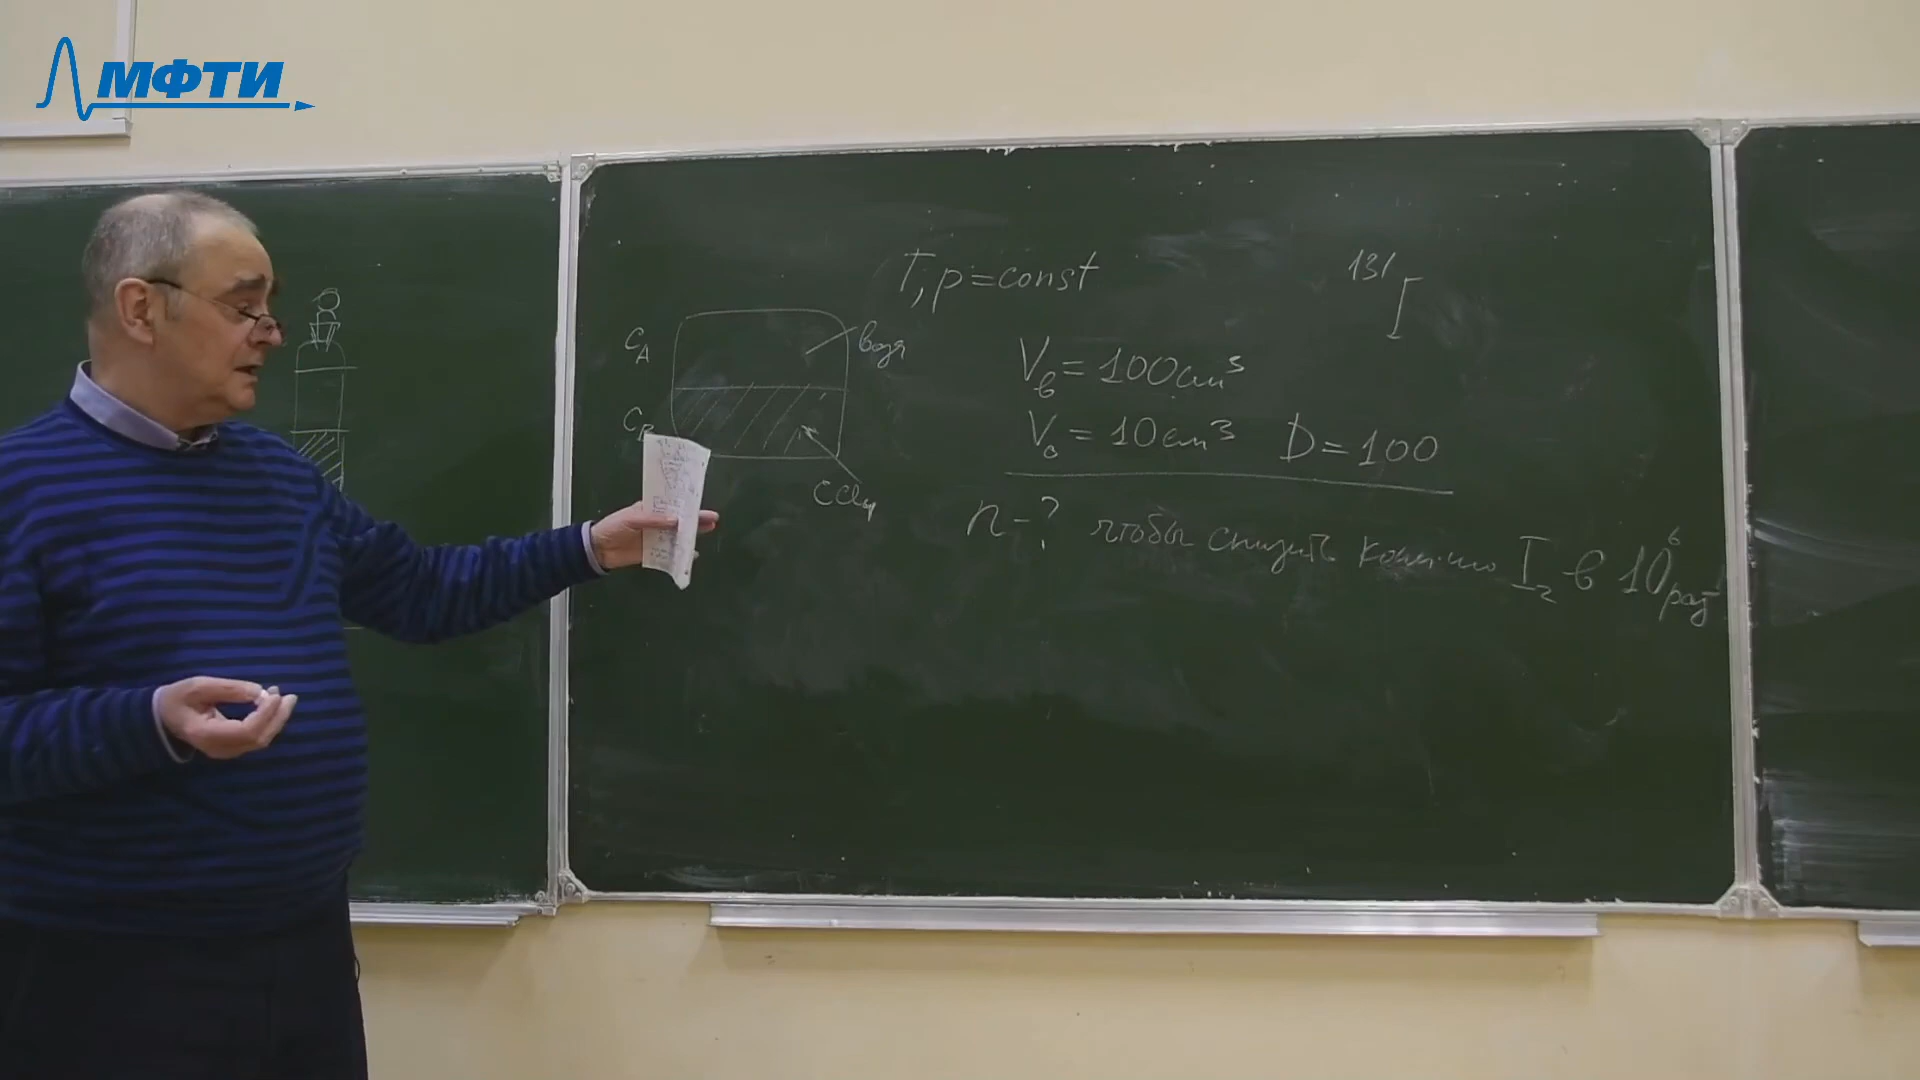 МФТИ
T, p = const
131 I
C_A
вода
V_в = 100 см³
V_о = 10 см³ D = 100
CCl₄
n - ? чтобы снизить конц-ию I₂ в 10⁶ раз